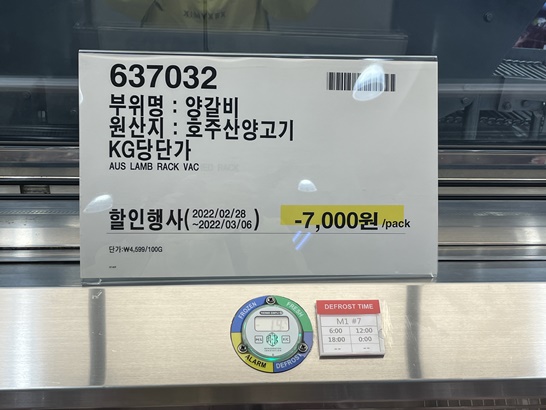 637032
부위명 : 양갈비
원산지 : 호주산양고기
KG당단가
AUS LAMB RACK VAC
할인행사(2022/02/28
~2022/03/06)
-7,000원/pack
단가:₩4,599/100G
FROZEN
FRESH
ALARM
DEFROST
DEFROST TIME
M1 #7
6:00 12:00
18:00 0:00